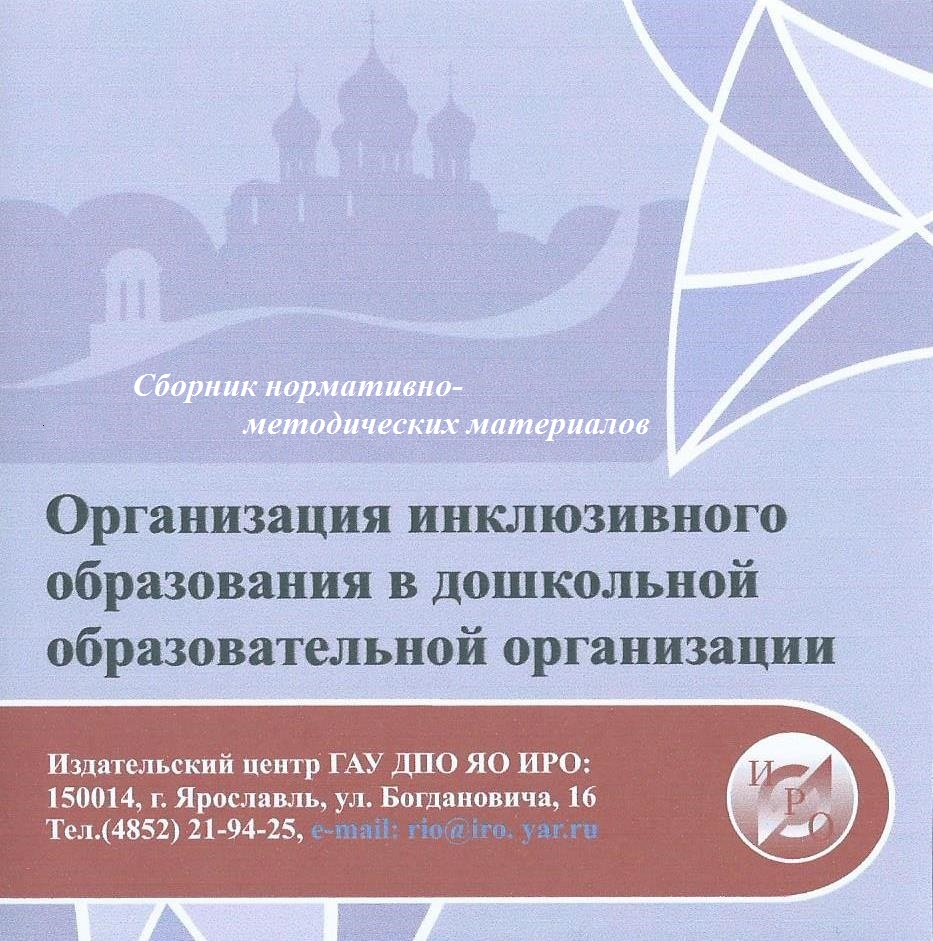 Сборник нормативно-
методических материалов
Организация инклюзивного
образования в дошкольной
образовательной организации
Издательский центр ГАУ ДПО ЯО ИРО:
150014, г. Ярославль, ул. Богдановича, 16
Тел.(4852) 21-94-25, e-mail: rio@iro. yar.ru
И
Р
О